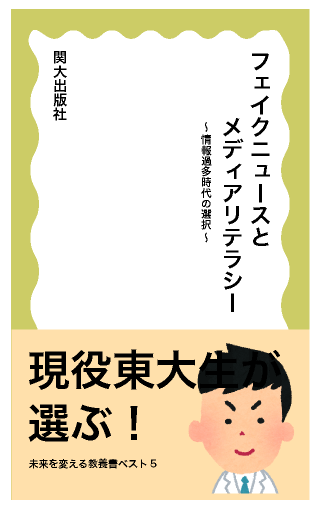 フェイクニュースと
メディアリテラシー
～情報過多時代の選択～
関大出版社
現役東大生が
選ぶ！
未来を変える教養書ベスト5